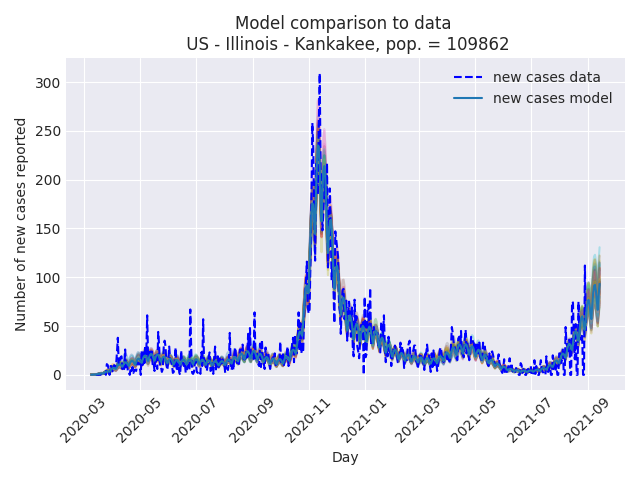 Model comparison to data
US - Illinois - Kankakee, pop. = 109862
new cases data
new cases model
Number of new cases reported
300
250
200
150
100
50
0
2020-03
2020-05
2020-07
2020-09
2020-11
2021-01
2021-03
2021-05
2021-07
2021-09
Day